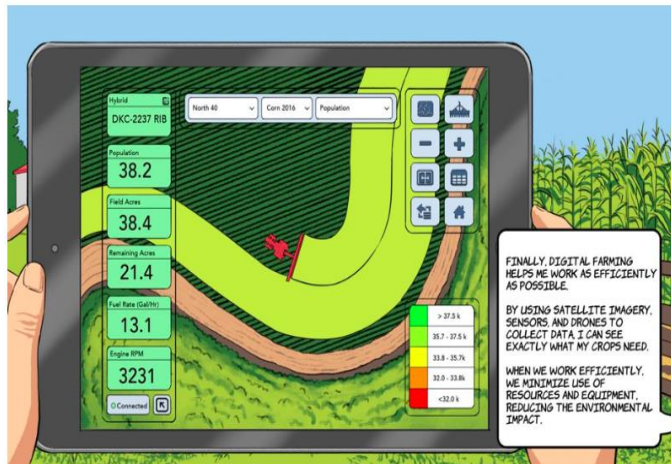 Hybrid
DKC-2237 RIB
Population
38.2
Field Acres
38.4
Remaining Acres
21.4
Fuel Rate (Gal/Hr)
13.1
Engine RPM
3231
Connected
North 40
Corn 2016
Population
> 37.5 k
35.7 - 37.5 k
33.8 - 35.7k
32.0 - 33.8k
<32.0 k
FINALLY, DIGITAL FARMING
HELPS ME WORK AS EFFICIENTLY
AS POSSIBLE.
BY USING SATELLITE IMAGERY,
SENSORS, AND DRONES TO
COLLECT DATA, I CAN SEE
EXACTLY WHAT MY CROPS NEED.
WHEN WE WORK EFFICIENTLY,
WE MINIMIZE USE OF
RESOURCES AND EQUIPMENT,
REDUCING THE ENVIRONMENTAL
IMPACT.